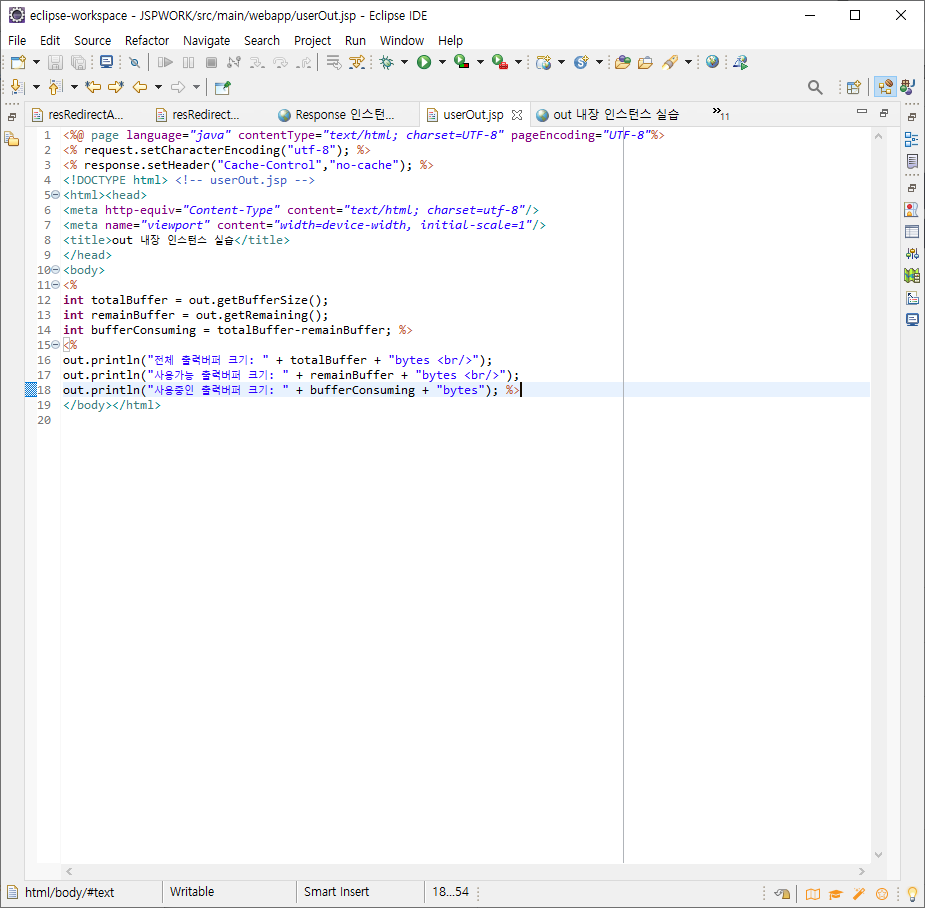 eclipse-workspace - JSPWORK/src/main/webapp/userOut.jsp - Eclipse IDE
File Edit Source Refactor Navigate Search Project Run Window Help
resRedirectA... resRedirect... Response 인스턴... userOut.jsp out 내장 인스턴스 실습 »11
1 <%@ page language="java" contentType="text/html; charset=UTF-8" pageEncoding="UTF-8"%>
2 <% request.setCharacterEncoding("utf-8"); %>
3 <% response.setHeader("Cache-Control","no-cache"); %>
4 <!DOCTYPE html> <!-- userOut.jsp -->
5 <html><head>
6 <meta http-equiv="Content-Type" content="text/html; charset=utf-8"/>
7 <meta name="viewport" content="width=device-width, initial-scale=1"/>
8 <title>out 내장 인스턴스 실습</title>
9 </head>
10 <body>
11 <%
12 int totalBuffer = out.getBufferSize();
13 int remainBuffer = out.getRemaining();
14 int bufferConsuming = totalBuffer-remainBuffer; %>
15 <%
16 out.println("전체 출력버퍼 크기: " + totalBuffer + "bytes <br/>");
17 out.println("사용가능 출력버퍼 크기: " + remainBuffer + "bytes <br/>");
18 out.println("사용중인 출력버퍼 크기: " + bufferConsuming + "bytes"); %>
19 </body></html>
20
html/body/#text Writable Smart Insert 18...54